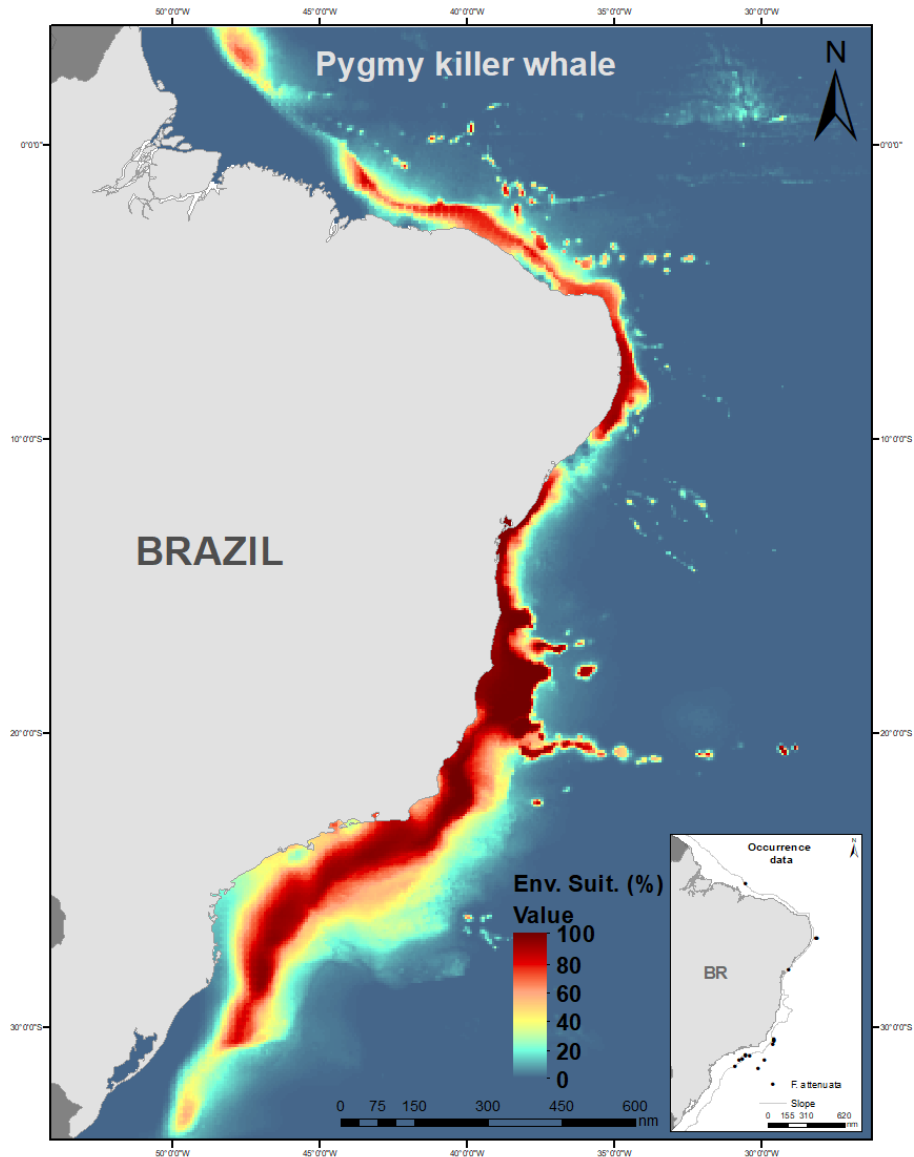 50°0'0"W 45°0'0"W 40°0'0"W 35°0'0"W 30°0'0"W
Pygmy killer whale
N
0°0'0" 0°0'0"
10°0'0"S 10°0'0"S
BRAZIL
20°0'0"S 20°0'0"S
30°0'0"S 30°0'0"S
Env. Suit. (%)
Value
100
80
60
40
20
0
0 75 150 300 450 600
nm
Occurrence
data
N
BR
F. attenuata
Slope
0 155 310 620
nm
50°0'0"W 45°0'0"W 40°0'0"W 35°0'0"W 30°0'0"W